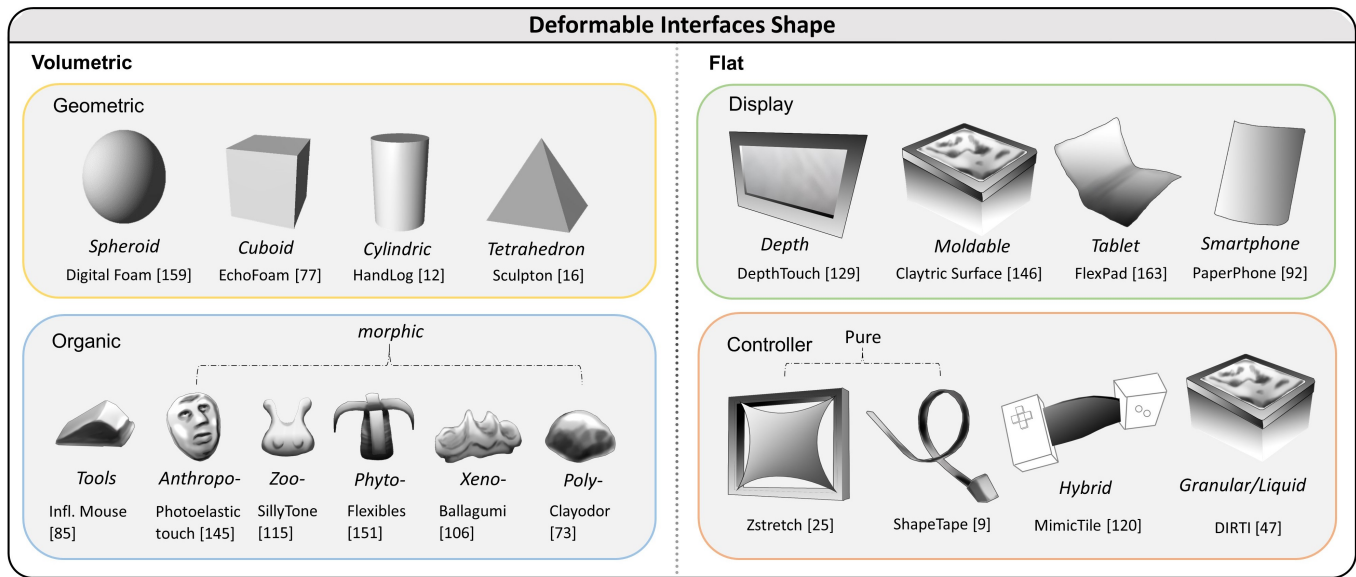 Deformable Interfaces Shape
Volumetric
Geometric
Spheroid
Cuboid
Cylindric
Tetrahedron
Digital Foam [159]
EchoFoam [77]
HandLog [12]
Sculpton [16]
Organic
morphic
Tools
Anthropo-
Zoo-
Phyto-
Xeno-
Poly-
Infl. Mouse
[85]
Photoelastic
touch [145]
SillyTone
[115]
Flexibles
[151]
Ballagumi
[106]
Clayodor
[73]
Flat
Display
Depth
Moldable
Tablet
Smartphone
DepthTouch [129]
Claytric Surface [146]
FlexPad [163]
PaperPhone [92]
Controller
Pure
Hybrid
Granular/Liquid
Zstretch [25]
ShapeTape [9]
MimicTile [120]
DIRTI [47]